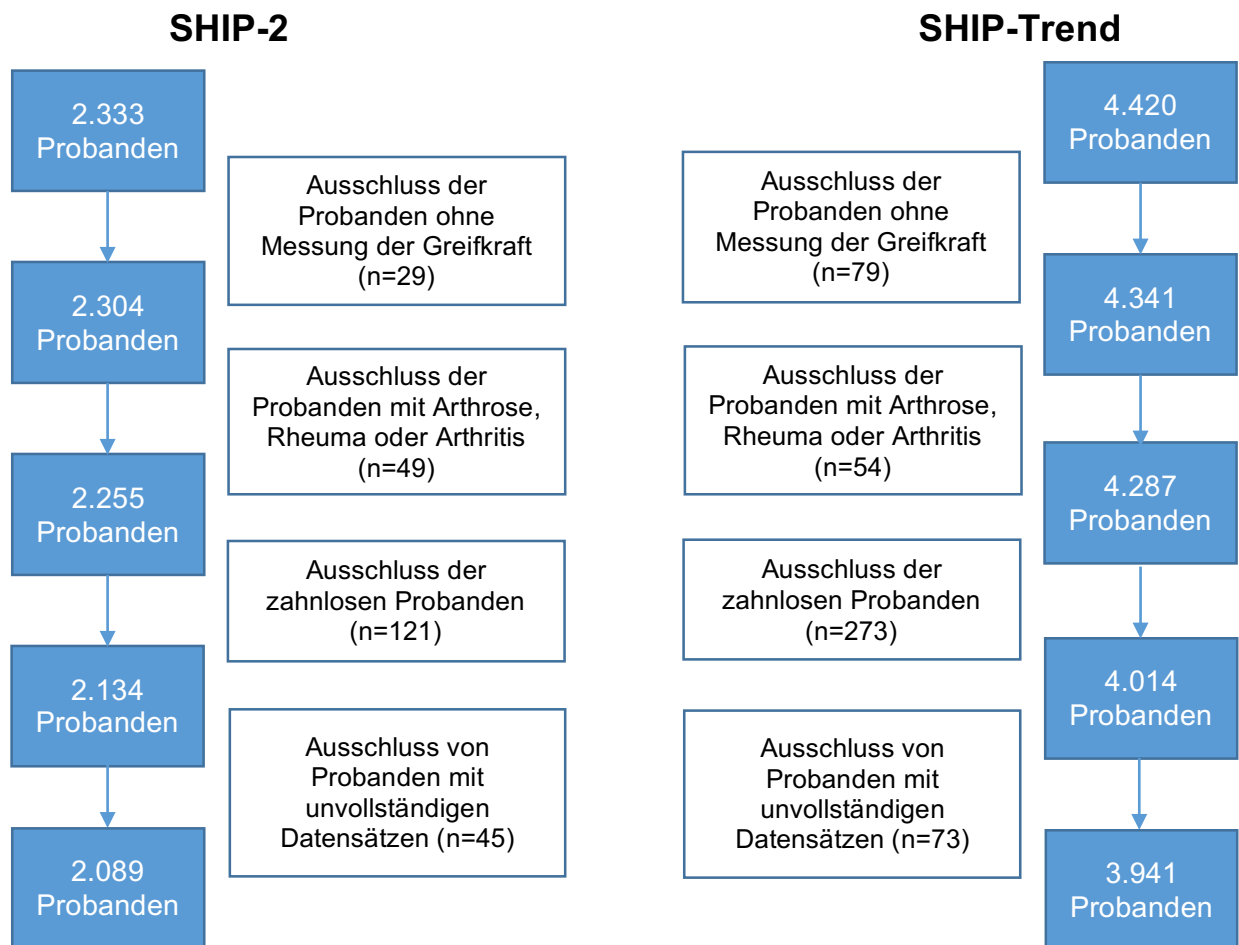 SHIP-2
2.333
Probanden
Ausschluss der
Probanden ohne
Messung der Greifkraft
(n=29)
2.304
Probanden
Ausschluss der
Probanden mit Arthrose,
Rheuma oder Arthritis
(n=49)
2.255
Probanden
Ausschluss der
zahnlosen Probanden
(n=121)
2.134
Probanden
Ausschluss von
Probanden mit
unvollständigen
Datensätzen (n=45)
2.089
Probanden
SHIP-Trend
4.420
Probanden
Ausschluss der
Probanden ohne
Messung der Greifkraft
(n=79)
4.341
Probanden
Ausschluss der
Probanden mit Arthrose,
Rheuma oder Arthritis
(n=54)
4.287
Probanden
Ausschluss der
zahnlosen Probanden
(n=273)
4.014
Probanden
Ausschluss von
Probanden mit
unvollständigen
Datensätzen (n=73)
3.941
Probanden